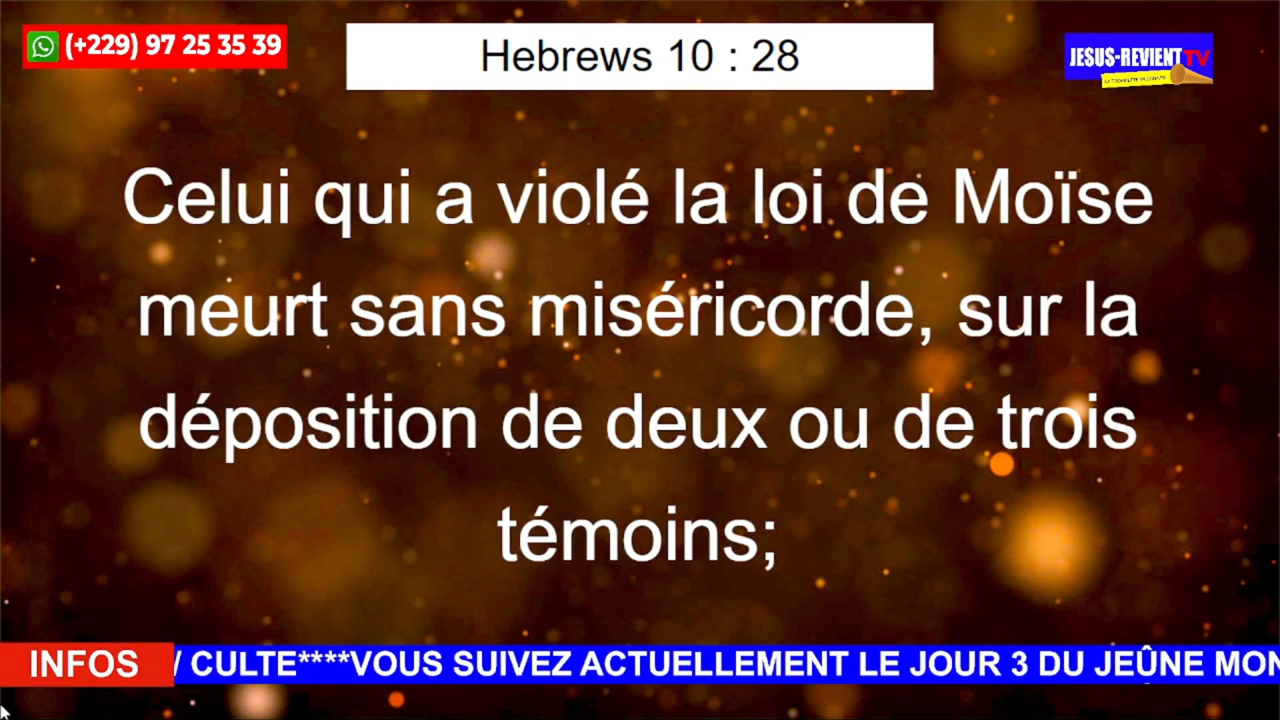 (+229) 97 25 35 39
Hebrews 10 : 28
JESUS-REVIENT TV
Celui qui a violé la loi de Moïse
meurt sans miséricorde, sur la
déposition de deux ou de trois
témoins;
INFOS
/ CULTE****VOUS SUIVEZ ACTUELLEMENT LE JOUR 3 DU JEÛNE MON